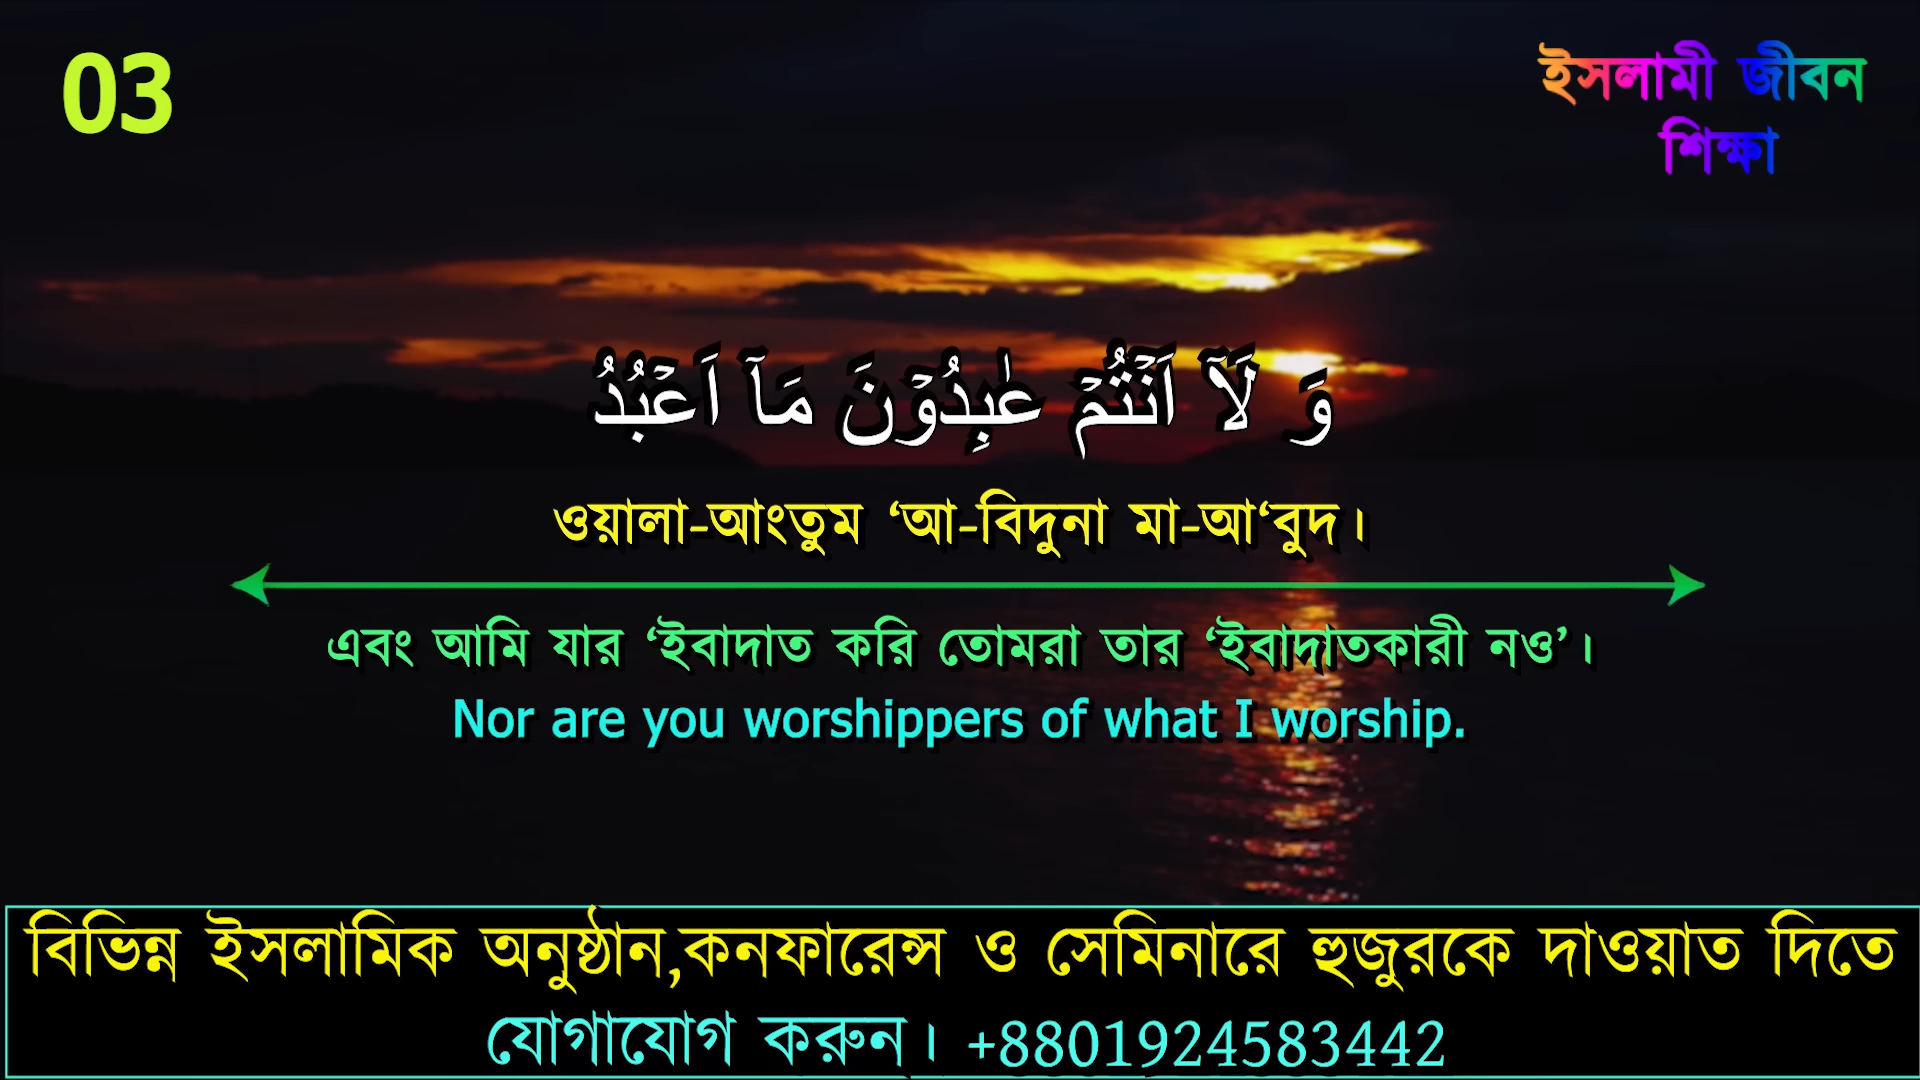 03
ইসলামী জীবন
শিক্ষা
وَ لَاۤ اَنْتُمْ عٰبِدُوْنَ مَاۤ اَعْبُدُ
ওয়ালা-আংতুম ‘আ-বিদুনা মা-আ‘বুদ।
এবং আমি যার ‘ইবাদাত করি তোমরা তার ‘ইবাদাতকারী নও’।
Nor are you worshippers of what I worship.
বিভিন্ন ইসলামিক অনুষ্ঠান,কনফারেন্স ও সেমিনারে হুজুরকে দাওয়াত দিতে
যোগাযোগ করুন। +8801924583442